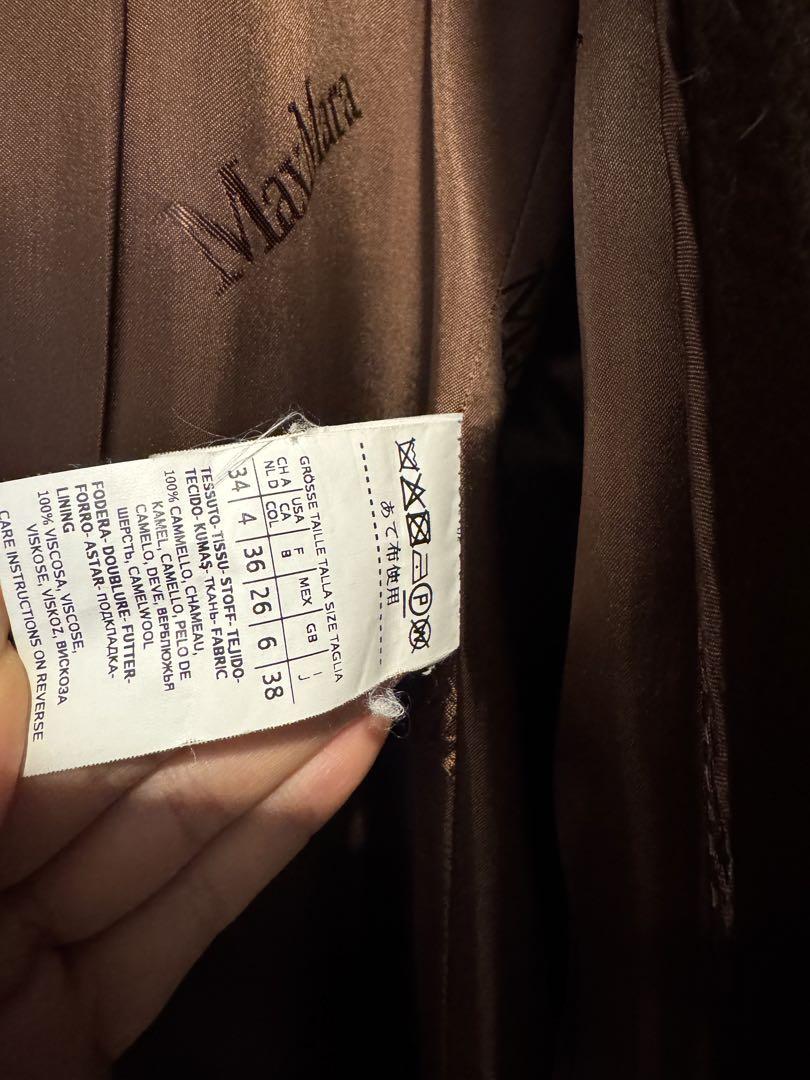 MaxMara
あて布使用
P
GRÖSSE TAILLE TALLA SIZE TAGLIA
CH A USA F MEX GB I
NL D CA B J
COL
34 4 36 26 6 38
TESSUTO- TISSU- STOFF- TEJIDO-
TECIDO- KUMAŞ- ТКАНЬ- FABRIC
100% CAMMELLO, CHAMEAU,
KAMEL, CAMELLO, PELO DE
CAMELO, DEVE, ВЕРБЛЮЖЬЯ
ШЕРСТЬ, CAMELWOOL
FODERA- DOUBLURE- FUTTER-
FORRO- ASTAR- ПОДКЛАДКА-
LINING
100% VISCOSA, VISCOSE,
VISKOSE, VISKOZ, ВИСКОЗА
CARE INSTRUCTIONS ON REVERSE